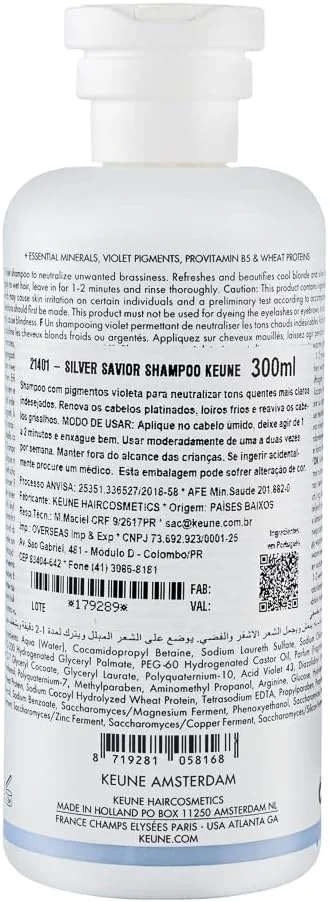 + ESSENTIAL MINERALS, VIOLET PIGMENTS, PROVITAMIN B5 & WHEAT PROTEINS
shampoo to neutralize unwanted brassiness. Refreshes and beautifies cool blonde and
wet hair, leave in for 1-2 minutes and rinse thoroughly. Caution: This product contains
may cause skin irritation on certain individuals and a preliminary test according to
should first be made. This product must not be used for dyeing the eyelashes or eyebrows,
blindness. F Un shampooing violet permettant de neutraliser les tons chauds indésirables.
les cheveux blonds froids ou argentés. Appliquez sur cheveux mouillés,
21401 – SILVER SAVIOR SHAMPOO KEUNE 300ml
Shampoo com pigmentos violeta para neutralizar tons quentes mais claros
indesejados. Renova os cabelos platinados, loiros frios e reaviva os cabe-
los grisalhos. MODO DE USAR: Aplique no cabelo úmido, deixe agir de 1
a 2 minutos e enxágue bem. Usar moderadamente de uma a duas vezes
por semana. Manter fora do alcance das crianças. Se ingerir acidental-
mente procure um médico. Esta embalagem pode sofrer alteração de cor.
Processo ANVISA: 25351.336527/2018-58 * AFE Min.Saude 201.882-0
Fabricante: KEUNE HAIRCOSMETICS * Origem: PAÍSES BAIXOS
Resp.Técn.: M.Maciel CRF 9/2617PR * sac@keune.com.br
Imp: OVERSEAS Imp & Exp * CNPJ 73.692.923/0001-25
Av Sao Gabriel, 481 - Módulo D - Colombo/PR
CEP 83404-642 * Fone (41) 3906-8181
Ingredientes
em Português
FAB:
VAL:
LOTE *179289*
Aqua (Water), Cocamidopropyl Betaine, Sodium Laureth Sulfate,
Hydrogenated Glyceryl Palmate, PEG-60 Hydrogenated Castor Oil,
Glyceryl Cocoate, Glyceryl Laurate, Polyquaternium-10, Acid Violet 43,
Polyquaternium-7, Methylparaben, Aminomethyl Propanol, Arginine,
Sodium Cocoyl Hydrolyzed Wheat Protein, Tetrasodium EDTA,
Sodium Benzoate, Saccharomyces/Magnesium Ferment, Phenoxyethanol,
Saccharomyces/Zinc Ferment, Saccharomyces/Copper Ferment,
8 719281 058168
KEUNE AMSTERDAM
KEUNE HAIRCOSMETICS
MADE IN HOLLAND PO BOX 11250 AMSTERDAM NL
FRANCE CHAMPS ELYSÉES PARIS - USA ATLANTA GA
KEUNE.COM